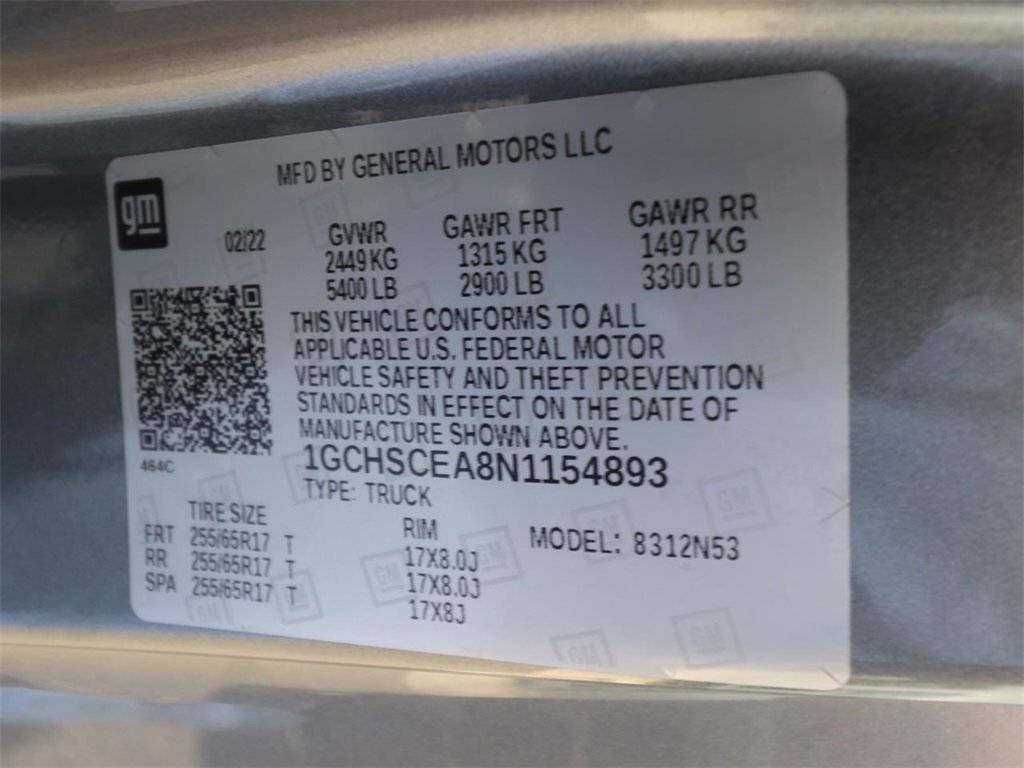 MFD BY GENERAL MOTORS LLC
gm
02/22
GVWR GAWR FRT GAWR RR
2449 KG 1315 KG 1497 KG
5400 LB 2900 LB 3300 LB
THIS VEHICLE CONFORMS TO ALL
APPLICABLE U.S. FEDERAL MOTOR
VEHICLE SAFETY AND THEFT PREVENTION
STANDARDS IN EFFECT ON THE DATE OF
MANUFACTURE SHOWN ABOVE.
464C
1GCHSCEA8N1154893
TYPE: TRUCK
TIRE SIZE RIM MODEL: 8312N53
FRT 255/65R17 T 17X8.0J
RR 255/65R17 T 17X8.0J
SPA 255/65R17 T 17X8J